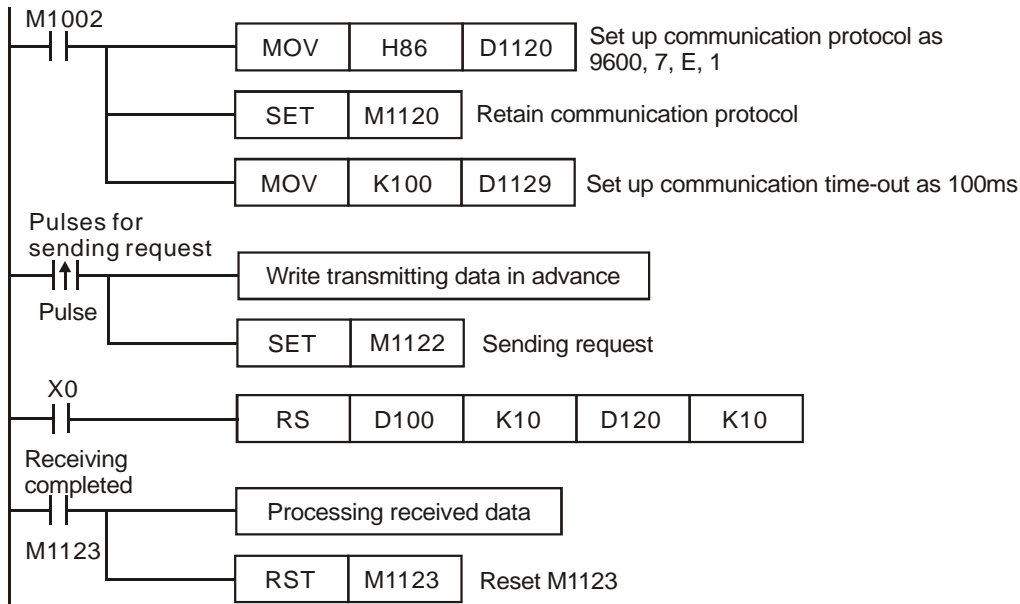 M1002
MOV H86 D1120 Set up communication protocol as
9600, 7, E, 1
SET M1120 Retain communication protocol
MOV K100 D1129 Set up communication time-out as 100ms
Pulses for
sending request
Write transmitting data in advance
Pulse
SET M1122 Sending request
X0
RS D100 K10 D120 K10
Receiving
completed
Processing received data
M1123
RST M1123 Reset M1123